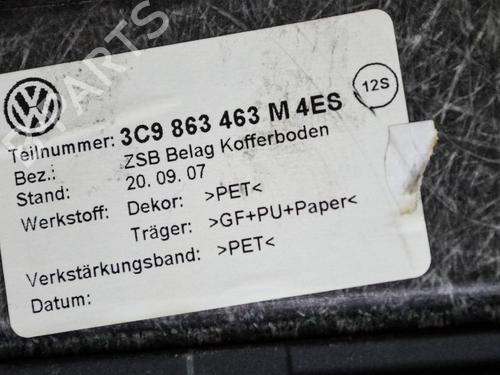 Teilnummer: 3C9 863 463 M 4ES
12S
Bez.: ZSB Belag Kofferboden
Stand: 20. 09. 07
Werkstoff: Dekor: >PET<
Träger: >GF+PU+Paper<
Verkstärkungsband: >PET<
Datum: